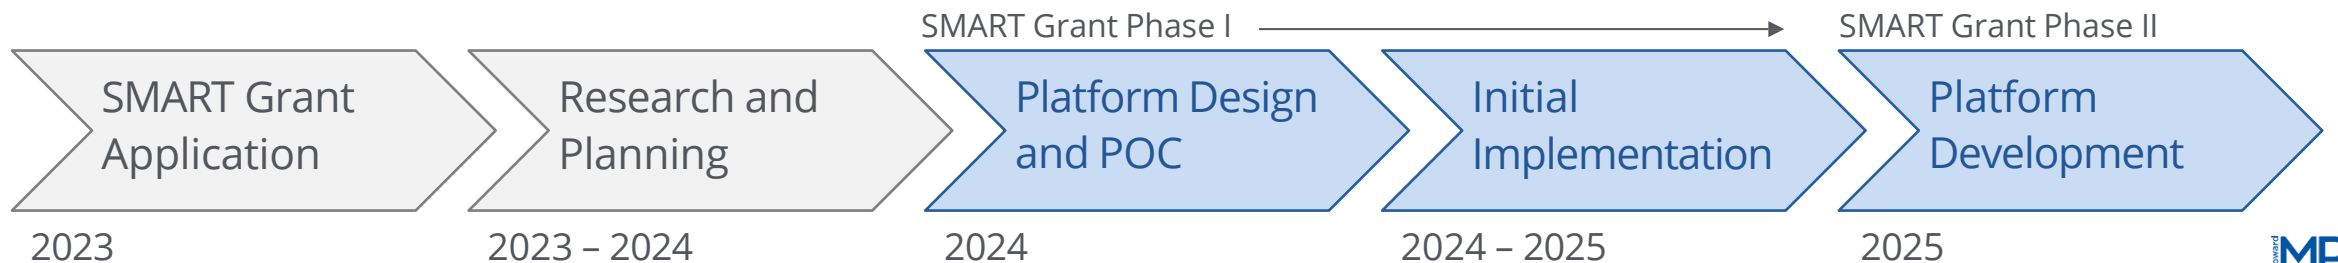 SMART Grant Phase I
SMART Grant Phase II
SMART Grant
Application
Research and
Planning
Platform Design
and POC
Initial
Implementation
Platform
Development
2023
2023 – 2024
2024
2024 – 2025
2025